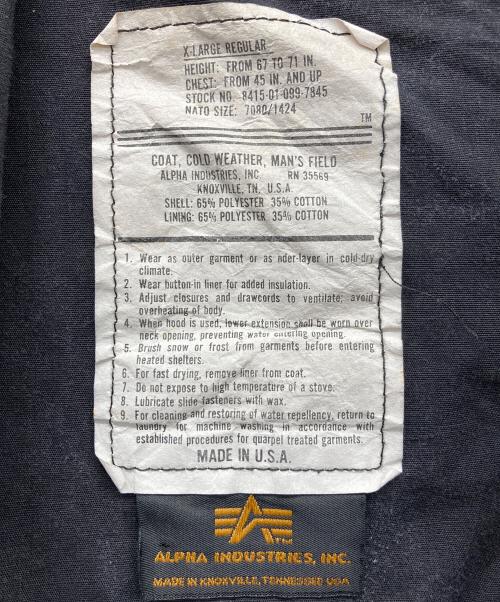 X-LARGE REGULAR
HEIGHT: FROM 67 TO 71 IN.
CHEST: FROM 45 IN. AND UP
STOCK NO. 8415-01-099-7845
NATO SIZE: 7080/1424
TM
COAT, COLD WEATHER, MAN'S FIELD
ALPHA INDUSTRIES, INC RN 35569
KNOXVILLE, TN. U.S.A.
SHELL: 65% POLYESTER 35% COTTON
LINING: 65% POLYESTER 35% COTTON
1. Wear as outer garment or as nder-layer in cold-dry
climate.
2. Wear button-in liner for added insulation.
3. Adjust closures and drawcords to ventilate; avoid
overheating of body.
4. When hood is used, lower extension shall be worn over
neck opening, preventing water entering opening.
5. Brush snow or frost from garments before entering
heated shelters.
6. For fast drying, remove liner from coat.
7. Do not expose to high temperature of a stove.
8. Lubricate slide fasteners with wax.
9. For cleaning and restoring of water repellency, return to
laundry for machine washing in accordance with
established procedures for quarpel treated garments.
MADE IN U.S.A.
TM
ALPHA INDUSTRIES, INC.
MADE IN KNOXVILLE, TENNESSEE USA